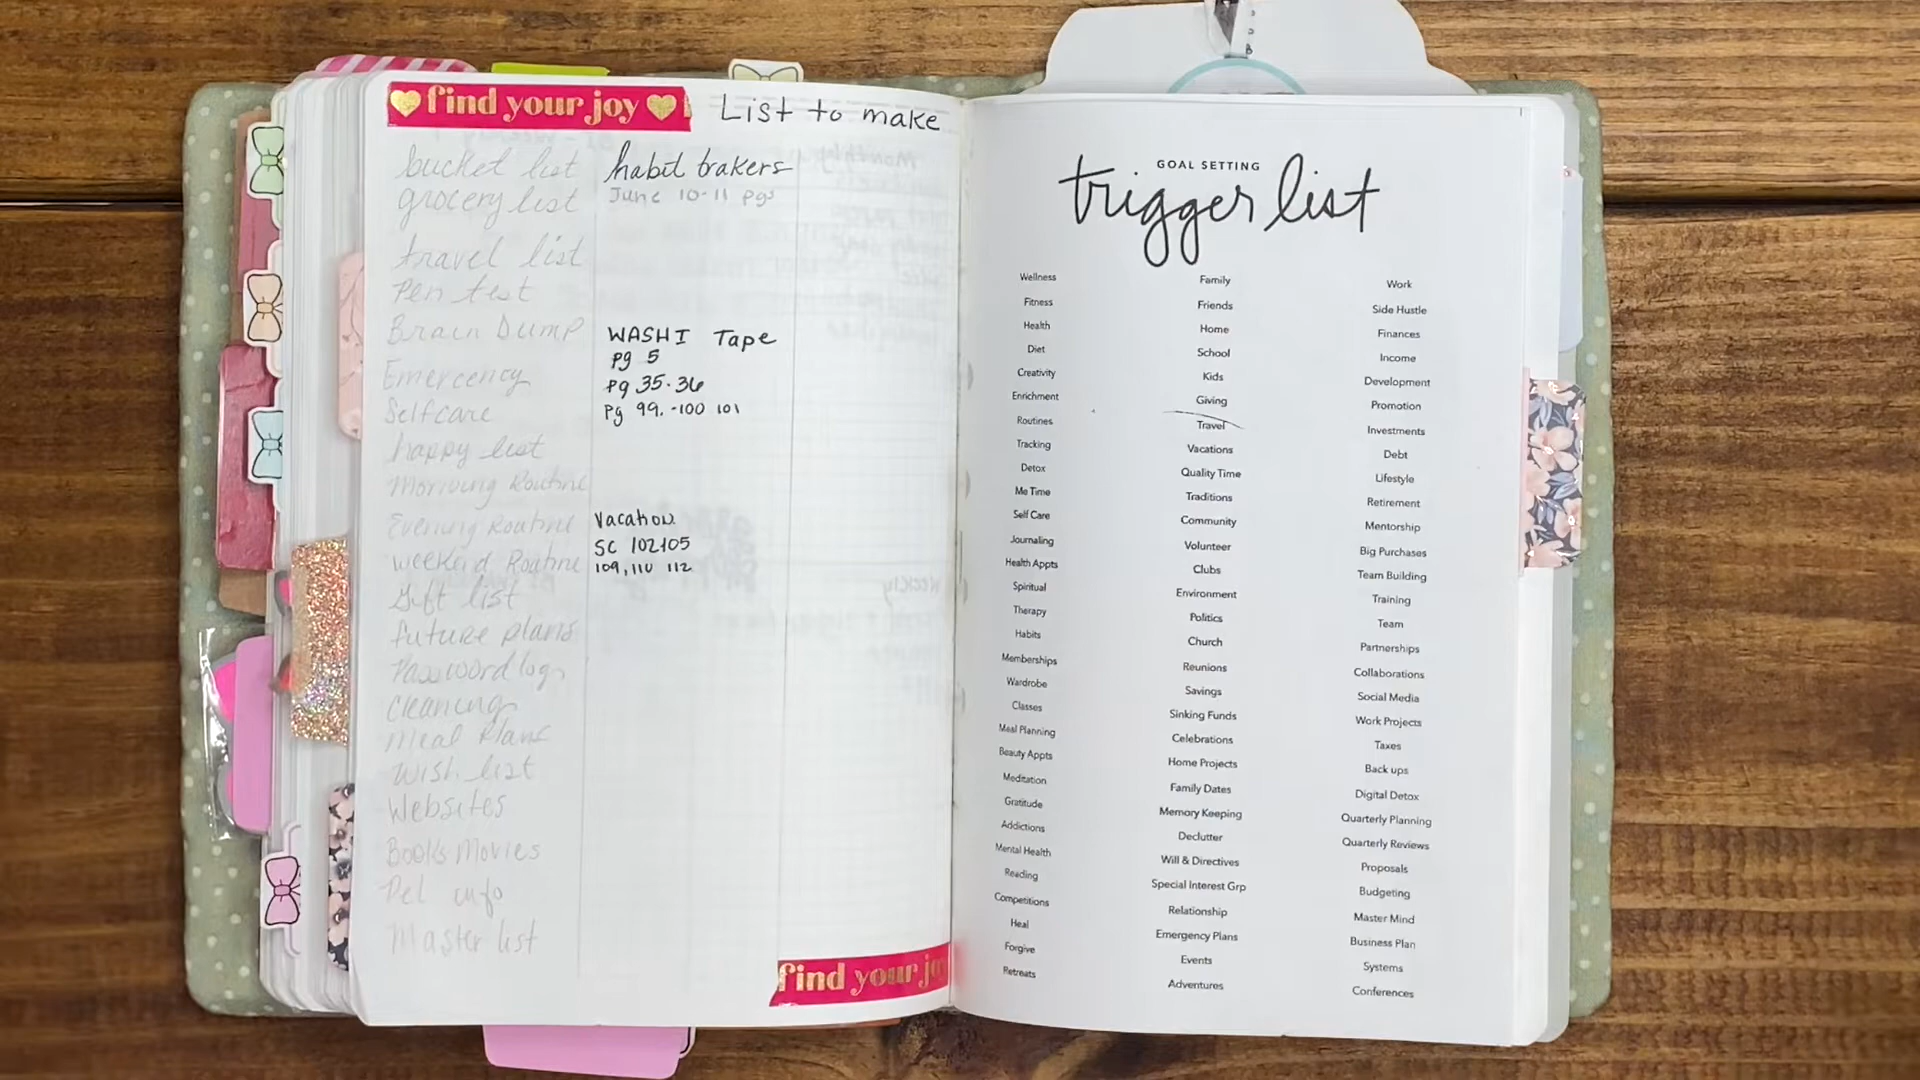 find your joy
List to make
bucket list
grocery list
travel list
Pen test
Brain Dump
Emercency
Selfcare
happy list
Morning Routine
Evening Routine
weekend Routine
Gift list
future plans
Password logs
Cleaning
Meal Plans
Wish list
Websites
Books Movies
Pet info
Master list
habit trakers
June 10-11 pgs
WASHI Tape
pg 5
pg 35-36
Pg 99.-100 101
Vacation
SC 102105
109, 110 112
find your jo
GOAL SETTING
trigger list
Wellness
Fitness
Health
Diet
Creativity
Enrichment
Routines
Tracking
Detox
Me Time
Self Care
Journaling
Health Appts
Spiritual
Therapy
Habits
Memberships
Wardrobe
Classes
Meal Planning
Beauty Appts
Meditation
Gratitude
Addictions
Mental Health
Reading
Competitions
Heal
Forgive
Retreats
Family
Friends
Home
School
Kids
Giving
Travel
Vacations
Quality Time
Traditions
Community
Volunteer
Clubs
Environment
Politics
Church
Reunions
Savings
Sinking Funds
Celebrations
Home Projects
Family Dates
Memory Keeping
Declutter
Will & Directives
Special Interest Grp
Relationship
Emergency Plans
Events
Adventures
Work
Side Hustle
Finances
Income
Development
Promotion
Investments
Debt
Lifestyle
Retirement
Mentorship
Big Purchases
Team Building
Training
Team
Partnerships
Collaborations
Social Media
Work Projects
Taxes
Back ups
Digital Detox
Quarterly Planning
Quarterly Reviews
Proposals
Budgeting
Master Mind
Business Plan
Systems
Conferences